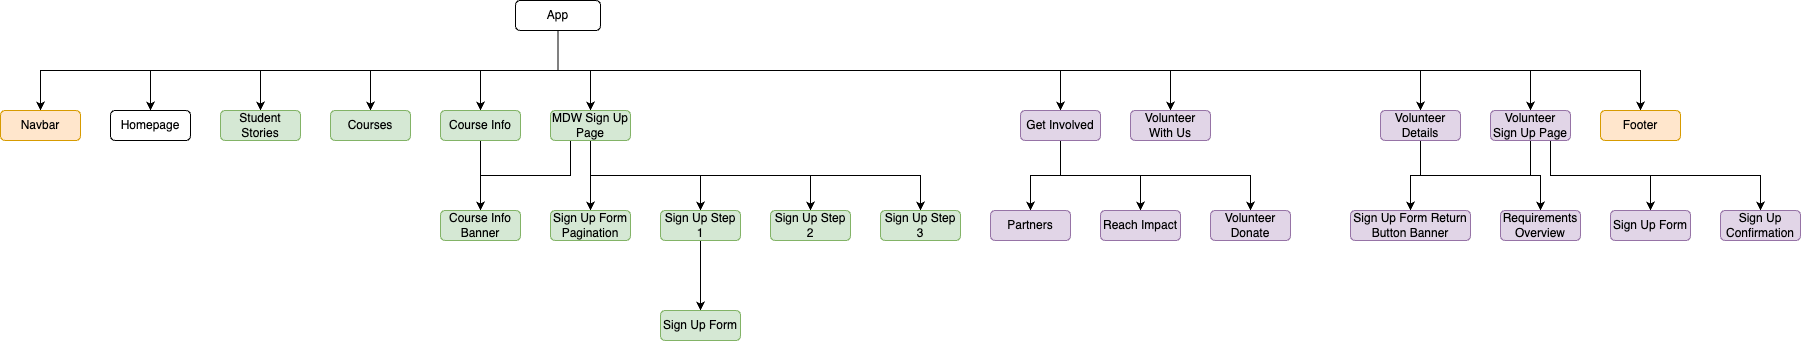 App
Navbar
Homepage
Student
Stories
Courses
Course Info
MDW Sign Up
Page
Get Involved
Volunteer
With Us
Volunteer
Details
Volunteer
Sign Up Page
Footer
Course Info
Banner
Sign Up Form
Pagination
Sign Up Step
1
Sign Up Step
2
Sign Up Step
3
Partners
Reach Impact
Volunteer
Donate
Sign Up Form Return
Button Banner
Requirements
Overview
Sign Up Form
Sign Up
Confirmation
Sign Up Form